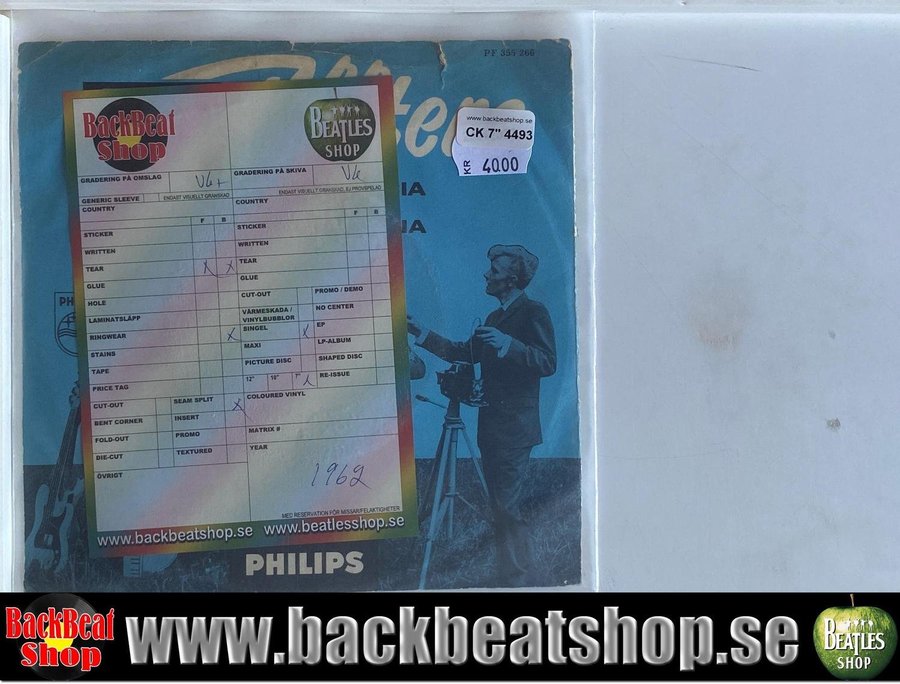 PF 355 266
www.backbeatshop.se
CK 7" 4493
KR 4000
IA
IA
BackBeat
Shop
BEATLES
SHOP
GRADERING PÅ OMSLAG VG+
GRADERING PÅ SKIVA VG
GENERIC SLEEVE
ENDAST VISUELLT GRANSKAD
ENDAST VISUELLT GRANSKAD, EJ PROVSPELAD
COUNTRY
F B
STICKER
WRITTEN
TEAR X X
GLUE
HOLE
LAMINATSLÄPP
RINGWEAR X
STAINS
TAPE
PRICE TAG
CUT-OUT
SEAM SPLIT X
BENT CORNER
INSERT
FOLD-OUT
PROMO
DIE-CUT
TEXTURED
ÖVRIGT
COUNTRY
F B
STICKER
WRITTEN
TEAR
GLUE
CUT-OUT
PROMO / DEMO
VÄRMESKADA /
VINYLBUBBLOR
NO CENTER
SINGEL X
EP
MAXI
LP-ALBUM
PICTURE DISC
SHAPED DISC
12" 10" 7" X
RE-ISSUE
COLOURED VINYL
MATRIX #
YEAR
1962
MED RESERVATION FÖR MISSAR/FELAKTIGHETER
www.backbeatshop.se www.beatlesshop.se
PH
PHILIPS
BackBeat
Shop
www.backbeatshop.se
BEATLES
SHOP